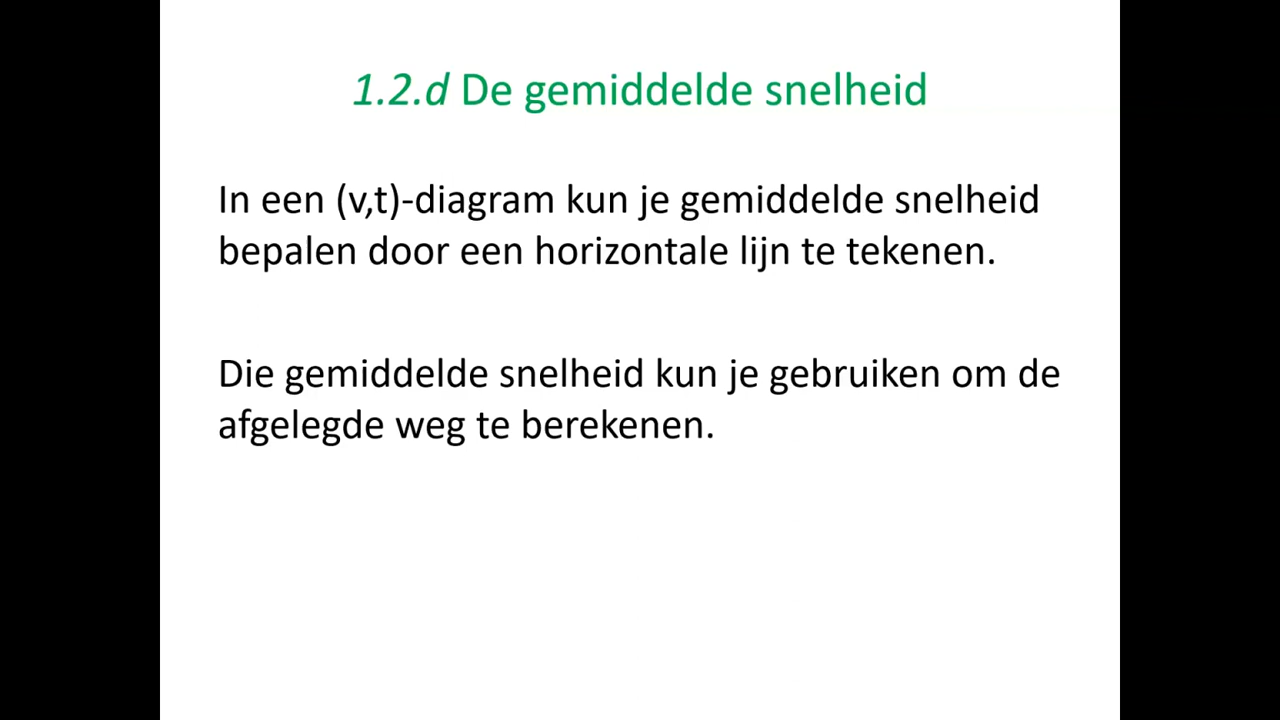 1.2.d De gemiddelde snelheid
In een (v,t)-diagram kun je gemiddelde snelheid
bepalen door een horizontale lijn te tekenen.
Die gemiddelde snelheid kun je gebruiken om de
afgelegde weg te berekenen.